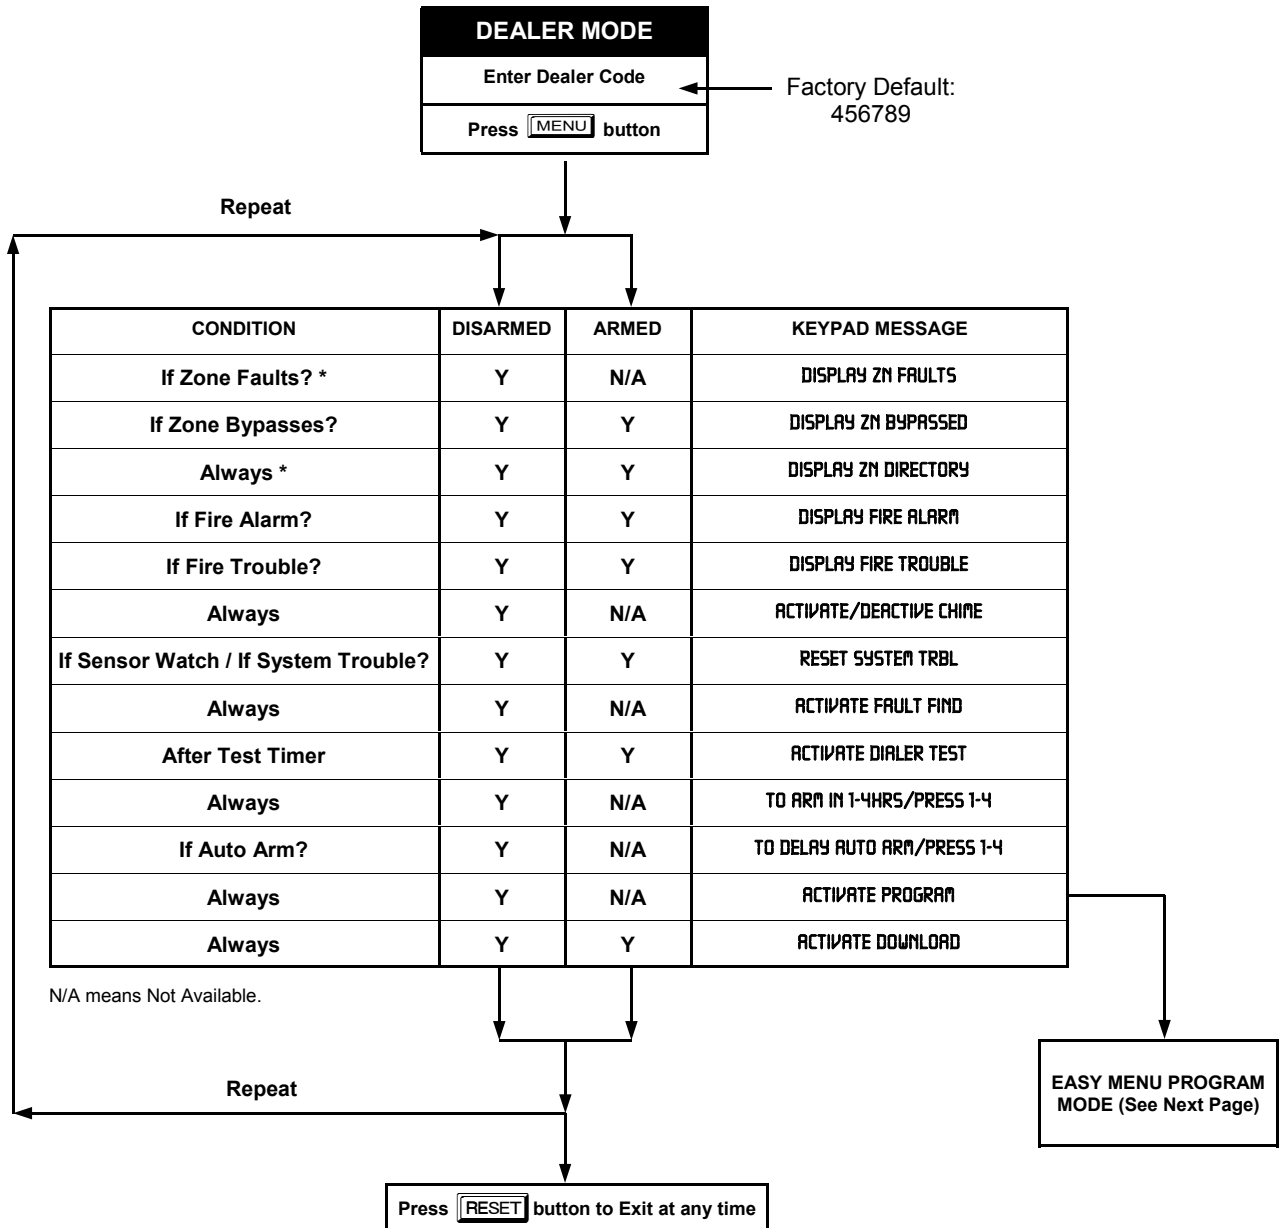 DEALER MODE
Enter Dealer Code
Press MENU button
Factory Default:
456789
Repeat
CONDITION DISARMED ARMED KEYPAD MESSAGE
If Zone Faults? * Y N/A DISPLAY ZN FAULTS
If Zone Bypasses? Y Y DISPLAY ZN BYPASSED
Always * Y Y DISPLAY ZN DIRECTORY
If Fire Alarm? Y Y DISPLAY FIRE ALARM
If Fire Trouble? Y Y DISPLAY FIRE TROUBLE
Always Y N/A ACTIVATE/DEACTIVE CHIME
If Sensor Watch / If System Trouble? Y Y RESET SYSTEM TRBL
Always Y N/A ACTIVATE FAULT FIND
After Test Timer Y Y ACTIVATE DIALER TEST
Always Y N/A TO ARM IN 1-4HRS/PRESS 1-4
If Auto Arm? Y N/A TO DELAY AUTO ARM/PRESS 1-4
Always Y N/A ACTIVATE PROGRAM
Always Y Y ACTIVATE DOWNLOAD
N/A means Not Available.
Repeat
EASY MENU PROGRAM
MODE (See Next Page)
Press RESET button to Exit at any time